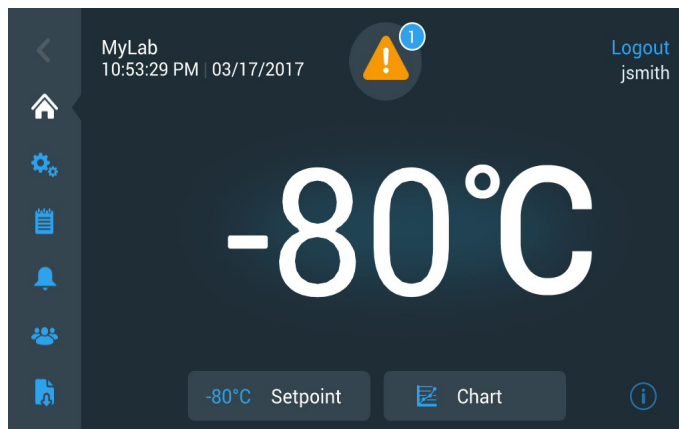 MyLab
10:53:29 PM | 03/17/2017
1
Logout
jsmith
-80°C
-80°C Setpoint
Chart